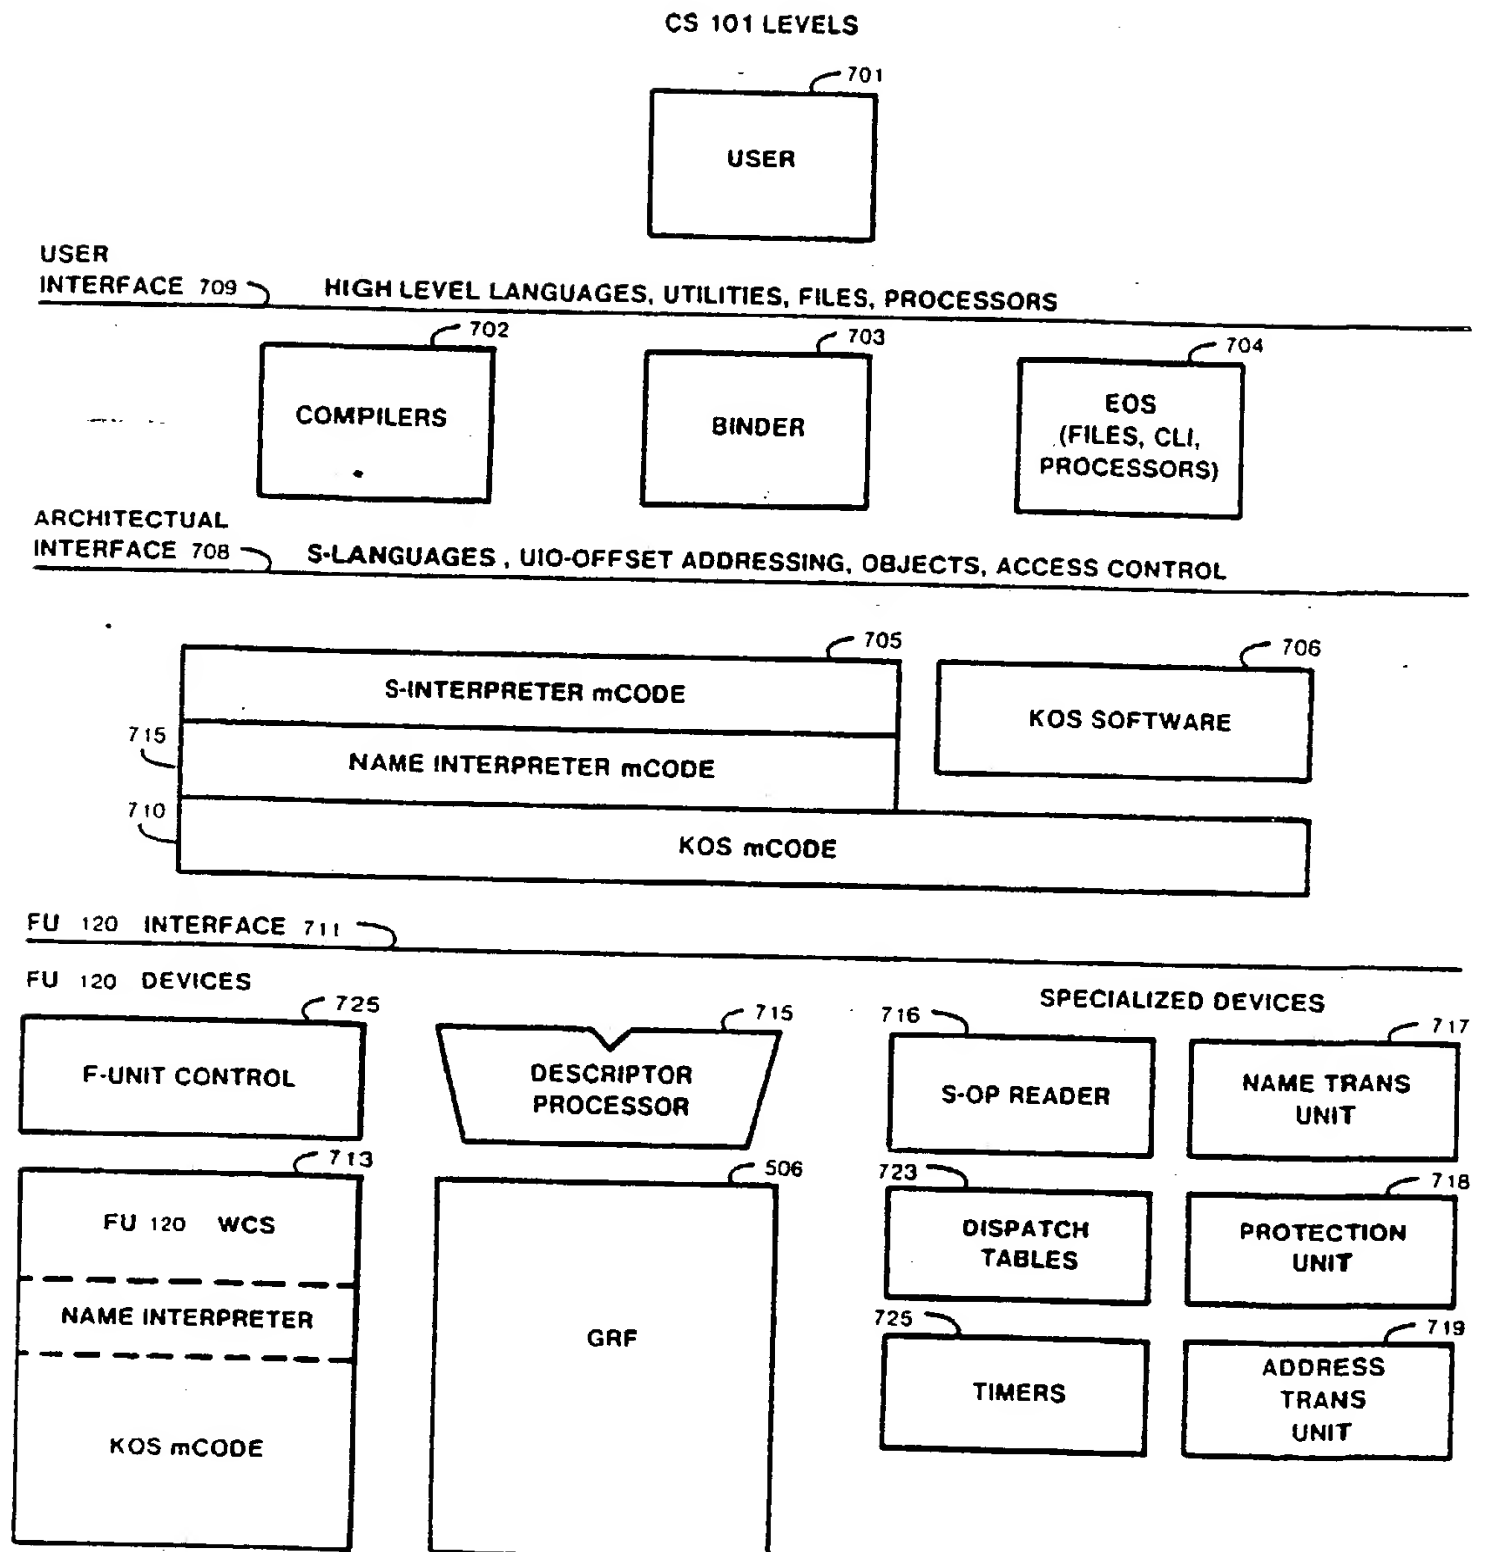 CS 101 LEVELS
701
USER
USER
INTERFACE 709
HIGH LEVEL LANGUAGES, UTILITIES, FILES, PROCESSORS
702
703
704
COMPILERS
BINDER
EOS
(FILES, CLI,
PROCESSORS)
ARCHITECTUAL
INTERFACE 708
S-LANGUAGES , UIO-OFFSET ADDRESSING, OBJECTS, ACCESS CONTROL
705
706
S-INTERPRETER mCODE
KOS SOFTWARE
715
NAME INTERPRETER mCODE
710
KOS mCODE
FU 120 INTERFACE 711
FU 120 DEVICES
SPECIALIZED DEVICES
725
715
716
717
F-UNIT CONTROL
DESCRIPTOR
PROCESSOR
S-OP READER
NAME TRANS
UNIT
713
506
723
718
FU 120 WCS
DISPATCH
TABLES
PROTECTION
UNIT
NAME INTERPRETER
GRF
725
719
TIMERS
ADDRESS
TRANS
UNIT
KOS mCODE